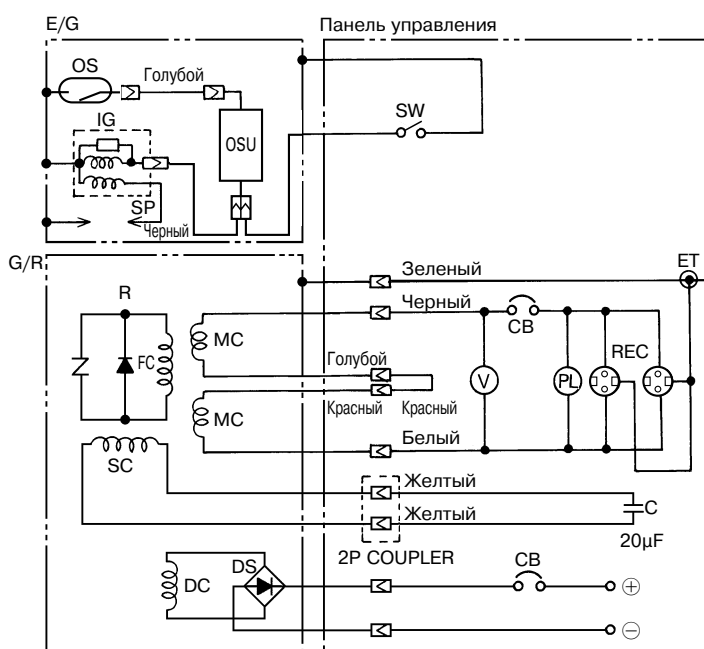 E/G
Панель управления
OS
Голубой
IG
OSU
SW
SP
Черный
G/R
Зеленый
ET
R
Черный
MC
CB
FC
REC
Голубой
V
PL
Красный
Красный
MC
Белый
SC
Желтый
C
Желтый
20µF
2P COUPLER
DS
CB
DC
+
−